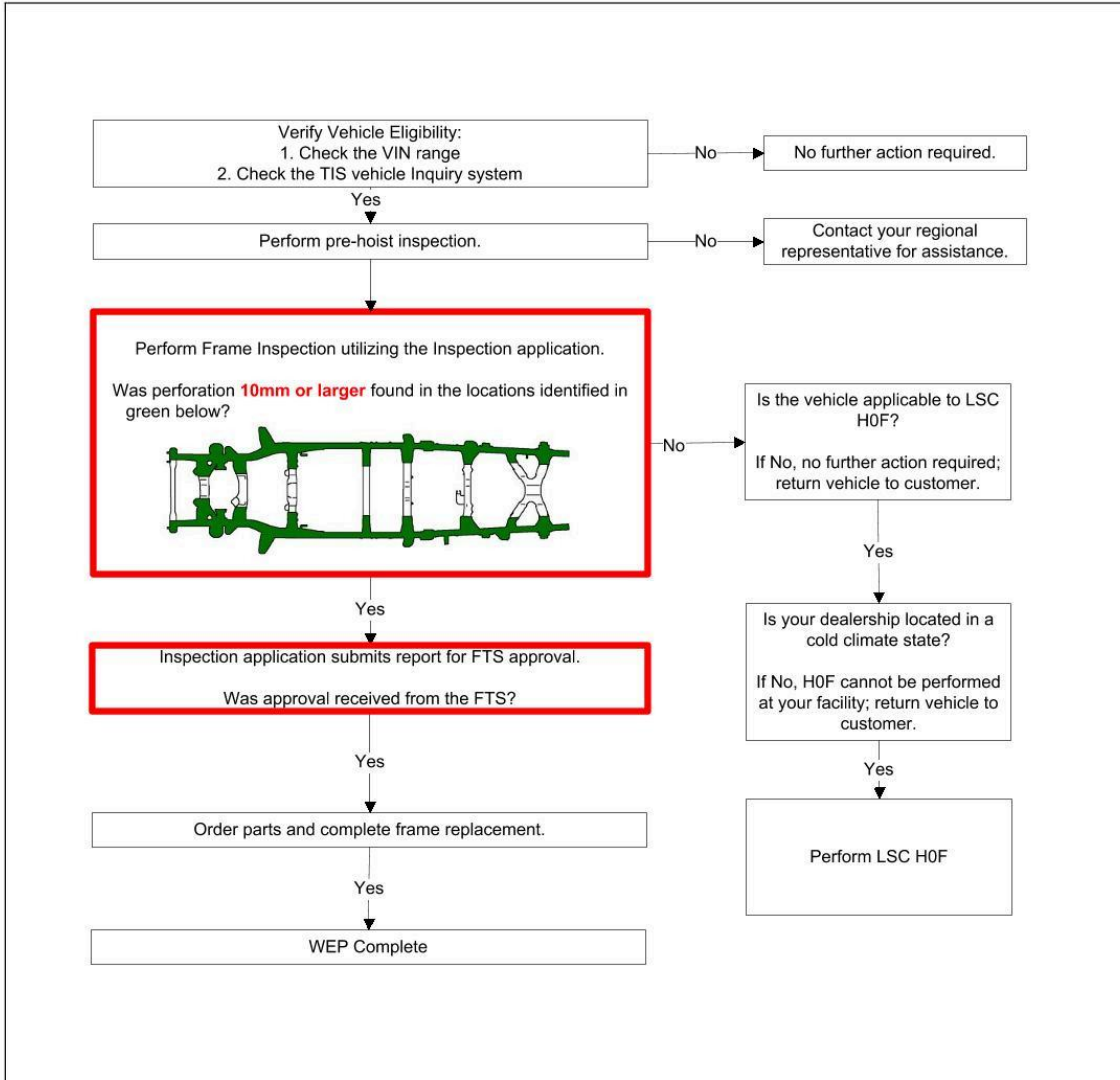 Verify Vehicle Eligibility:
1. Check the VIN range
2. Check the TIS vehicle Inquiry system
No
No further action required.
Yes
Perform pre-hoist inspection.
No
Contact your regional
representative for assistance.
Perform Frame Inspection utilizing the Inspection application.
Was perforation 10mm or larger found in the locations identified in
green below?
No
Is the vehicle applicable to LSC
H0F?
If No, no further action required;
return vehicle to customer.
Yes
Yes
Inspection application submits report for FTS approval.
Was approval received from the FTS?
Is your dealership located in a
cold climate state?
If No, H0F cannot be performed
at your facility; return vehicle to
customer.
Yes
Yes
Order parts and complete frame replacement.
Perform LSC H0F
Yes
WEP Complete